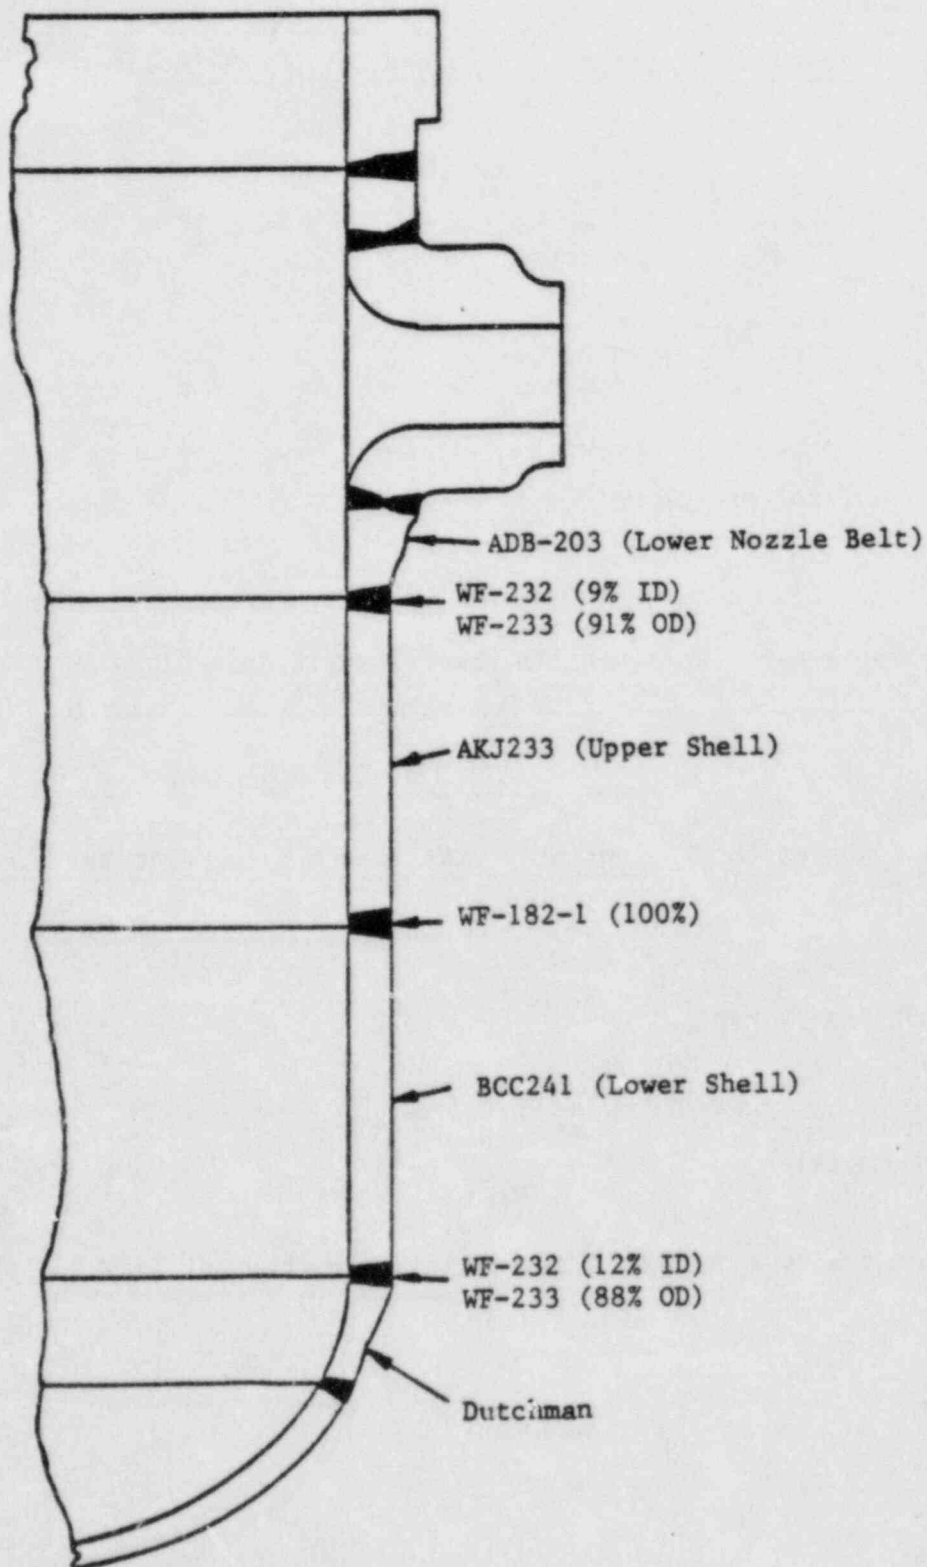 ADB-203 (Lower Nozzle Belt)
WF-232 (9% ID)
WF-233 (91% OD)
AKJ233 (Upper Shell)
WF-182-1 (100%)
BCC241 (Lower Shell)
WF-232 (12% ID)
WF-233 (88% OD)
Dutchman